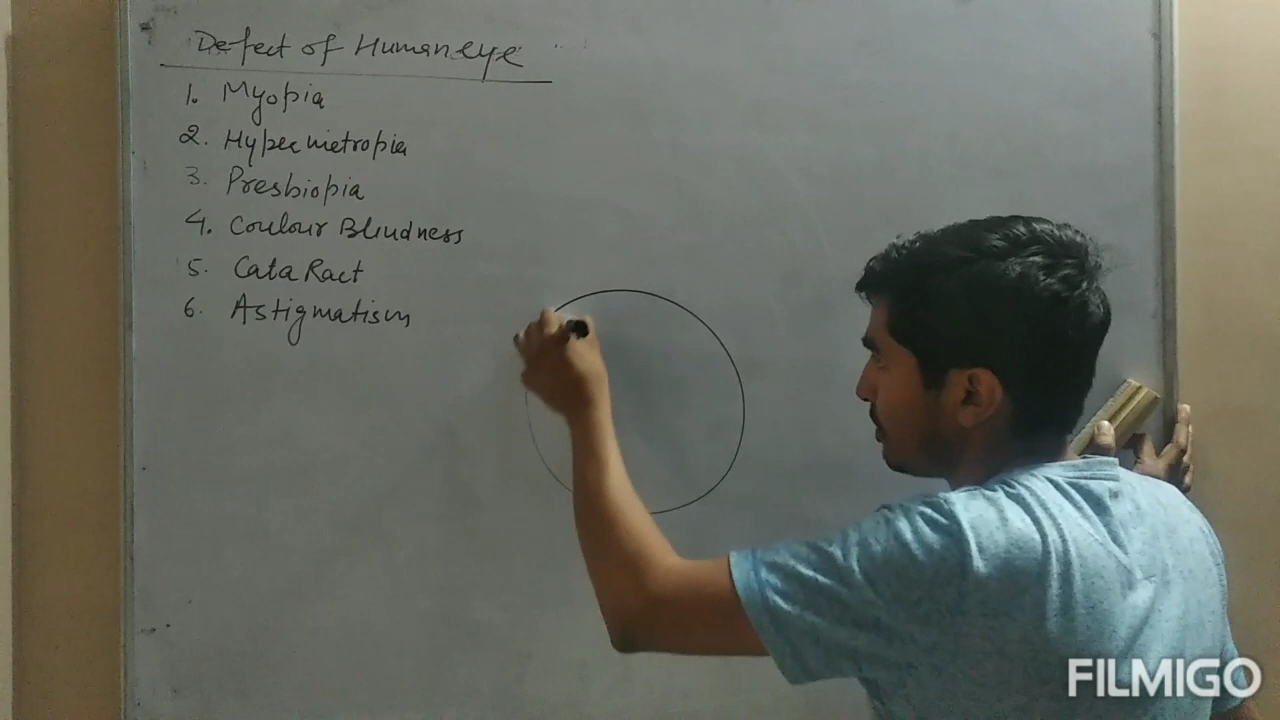 Defect of Human eye
1. Myopia
2. Hypermetropia
3. Presbiopia
4. Coulour Blindness
5. Cata Ract
6. Astigmatism
FILMIGO